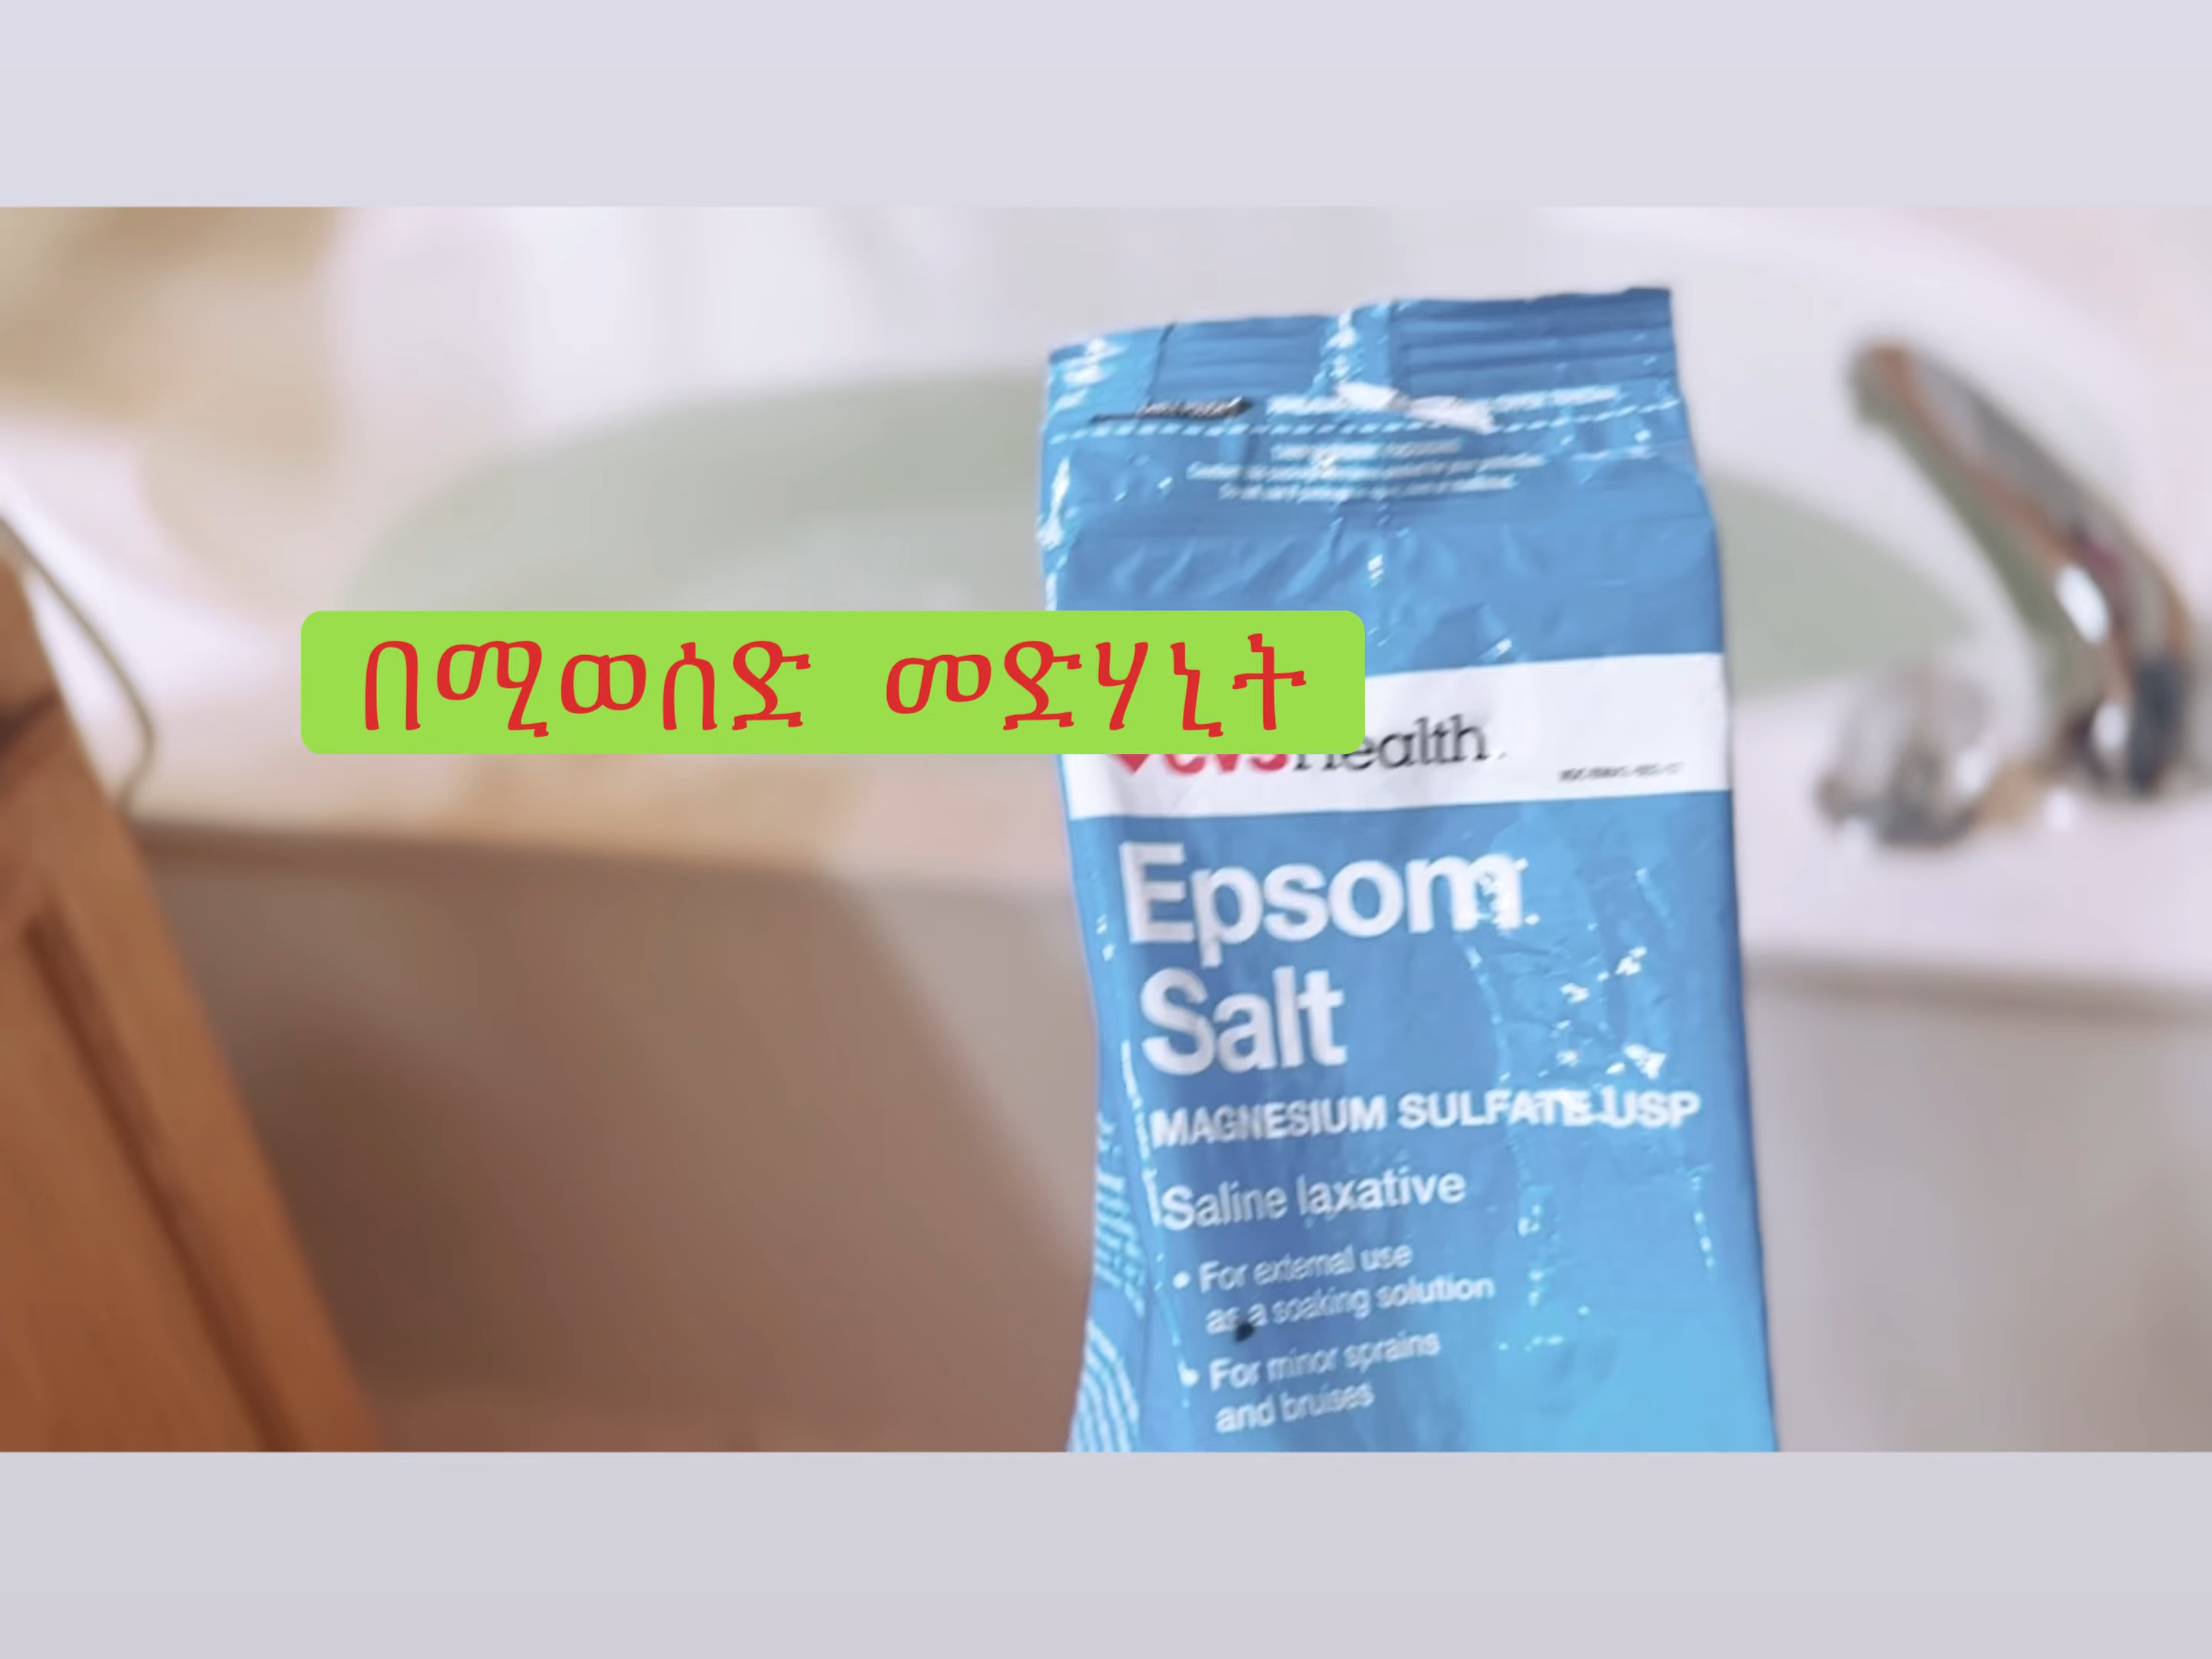 በሚወሰድ መድሃኒት
CVSHealth
Epsom
Salt
MAGNESIUM SULFATE USP
Saline laxative
• For external use
as a soaking solution
• For minor sprains
and bruises